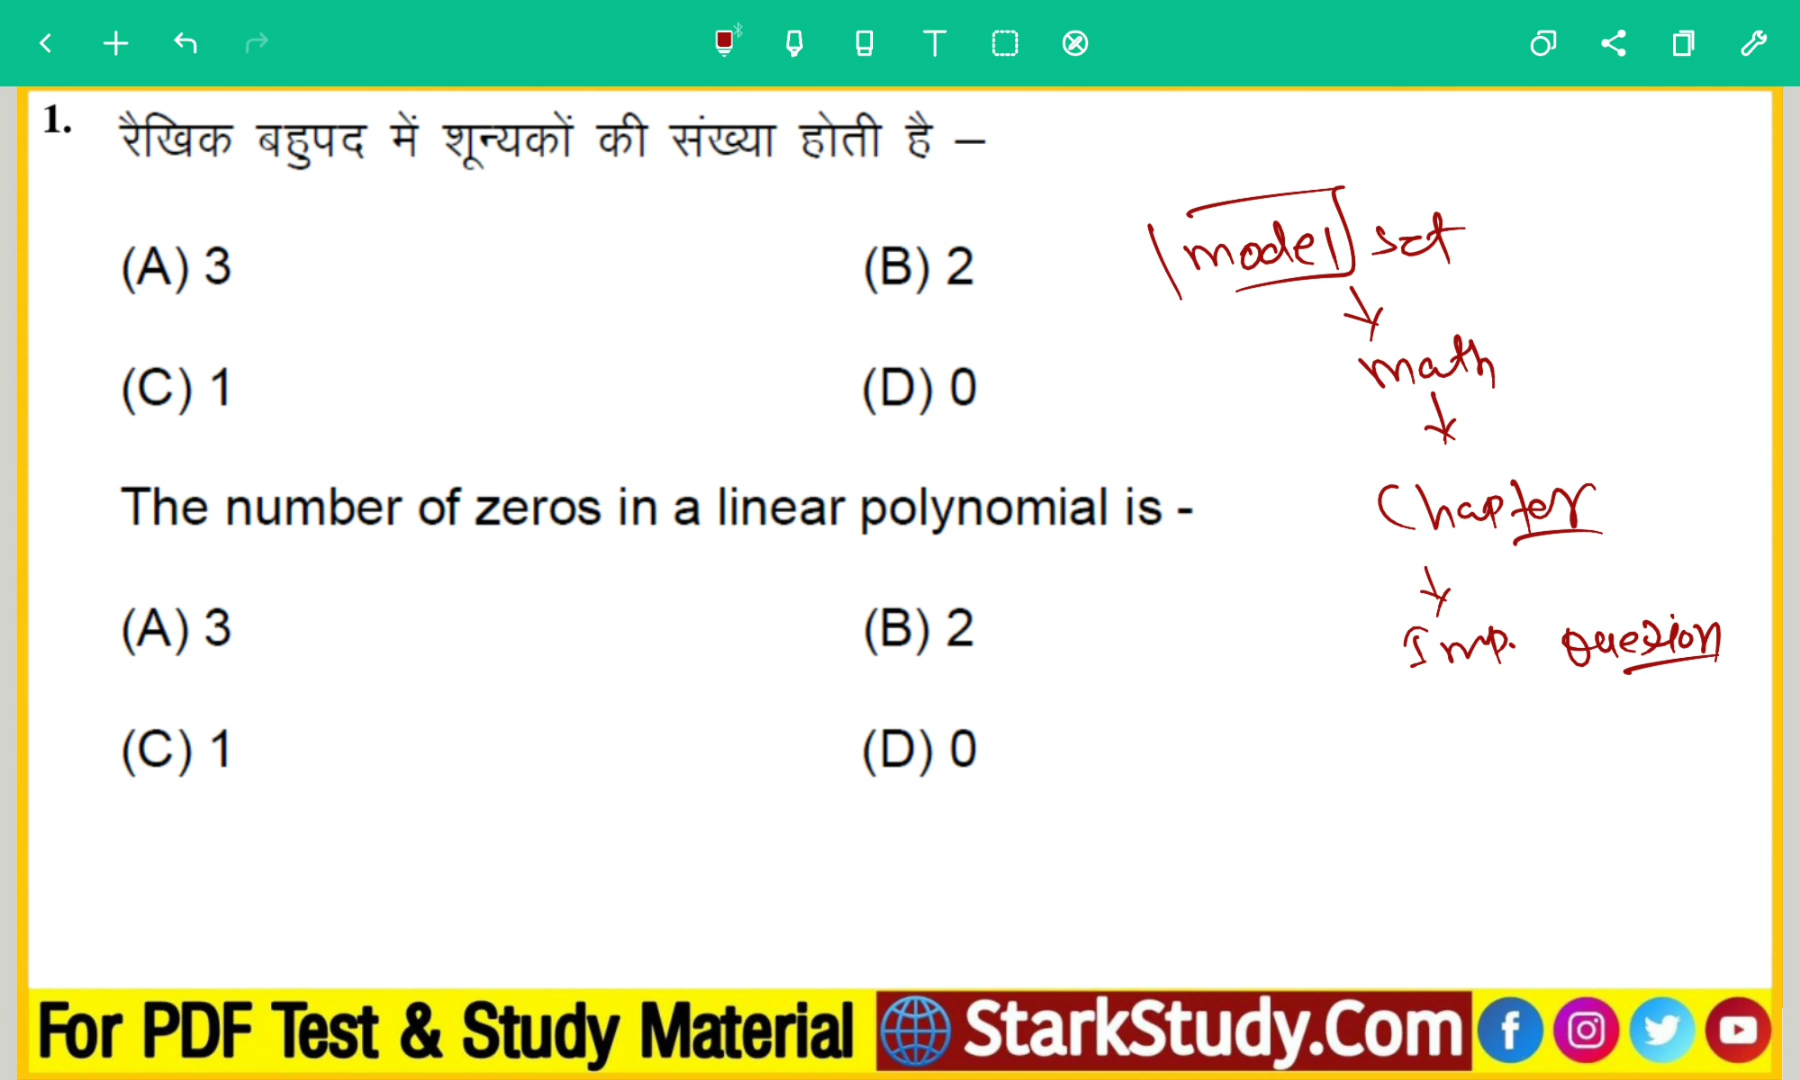 1. रैखिक बहुपद में शून्यकों की संख्या होती है –
(A) 3 (B) 2
(C) 1 (D) 0
The number of zeros in a linear polynomial is -
(A) 3 (B) 2
(C) 1 (D) 0
model set
math
Chapter
Imp. Question
For PDF Test & Study Material StarkStudy.Com